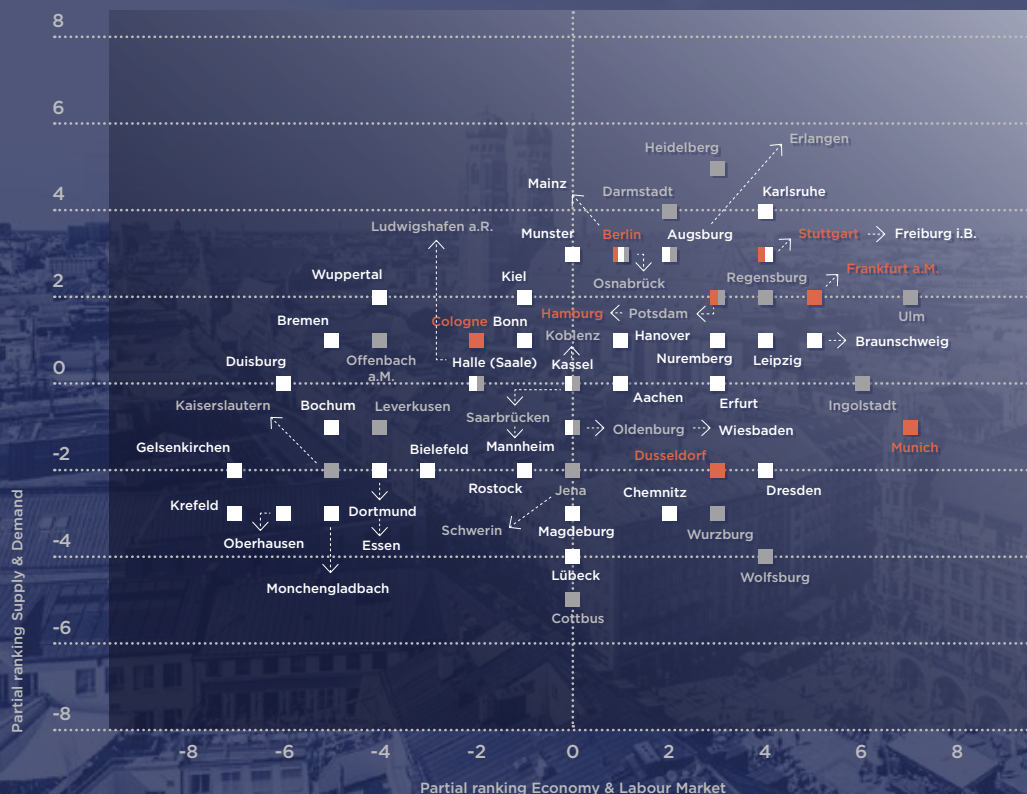 8
6
Erlangen
Heidelberg
4
Mainz
Darmstadt
Karlsruhe
Ludwigshafen a.R.
Munster
Berlin
Augsburg
Stuttgart
Freiburg i.B.
2
Wuppertal
Kiel
Osnabrück
Regensburg
Frankfurt a.M.
Bremen
Cologne
Bonn
Hamburg
Potsdam
Ulm
Koblenz
Hanover
Braunschweig
0
Duisburg
Offenbach
a.M.
Halle (Saale)
Kassel
Nuremberg
Leipzig
Kaiserslautern
Bochum
Leverkusen
Saarbrücken
Aachen
Erfurt
Ingolstadt
-2
Gelsenkirchen
Bielefeld
Mannheim
Oldenburg
Wiesbaden
Munich
Dusseldorf
Krefeld
Rostock
Jena
Chemnitz
Dresden
-4
Oberhausen
Dortmund
Essen
Schwerin
Magdeburg
Wurzburg
Monchengladbach
Lübeck
Wolfsburg
-6
Cottbus
-8
-8 -6 -4 -2 0 2 4 6 8
Partial ranking Supply & Demand
Partial ranking Economy & Labour Market